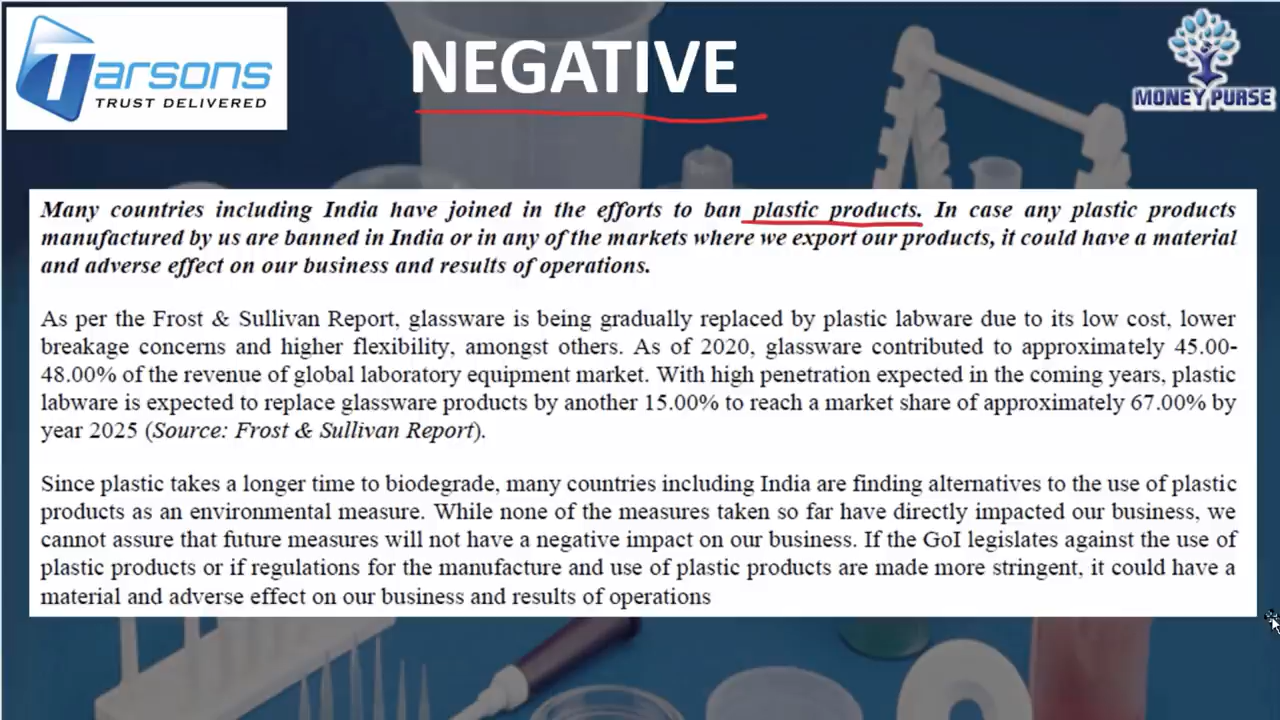 Tarsons
TRUST DELIVERED
NEGATIVE
MONEY PURSE
Many countries including India have joined in the efforts to ban plastic products. In case any plastic products
manufactured by us are banned in India or in any of the markets where we export our products, it could have a material
and adverse effect on our business and results of operations.
As per the Frost & Sullivan Report, glassware is being gradually replaced by plastic labware due to its low cost, lower
breakage concerns and higher flexibility, amongst others. As of 2020, glassware contributed to approximately 45.00-
48.00% of the revenue of global laboratory equipment market. With high penetration expected in the coming years, plastic
labware is expected to replace glassware products by another 15.00% to reach a market share of approximately 67.00% by
year 2025 (Source: Frost & Sullivan Report).
Since plastic takes a longer time to biodegrade, many countries including India are finding alternatives to the use of plastic
products as an environmental measure. While none of the measures taken so far have directly impacted our business, we
cannot assure that future measures will not have a negative impact on our business. If the GoI legislates against the use of
plastic products or if regulations for the manufacture and use of plastic products are made more stringent, it could have a
material and adverse effect on our business and results of operations